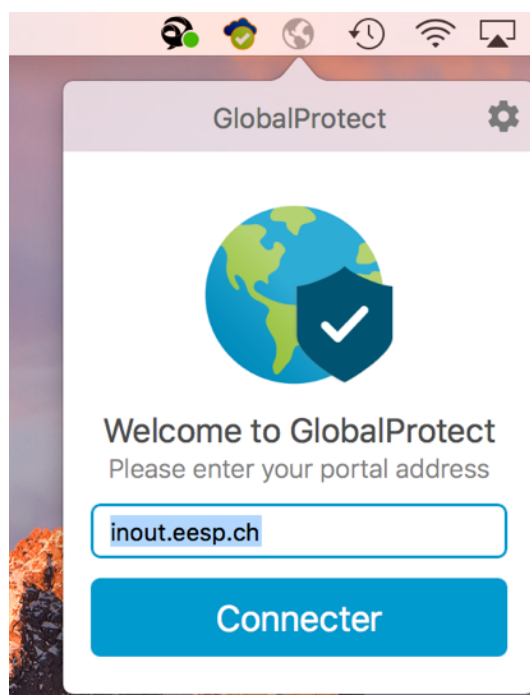 GlobalProtect
Welcome to GlobalProtect
Please enter your portal address
inout.eesp.ch
Connecter